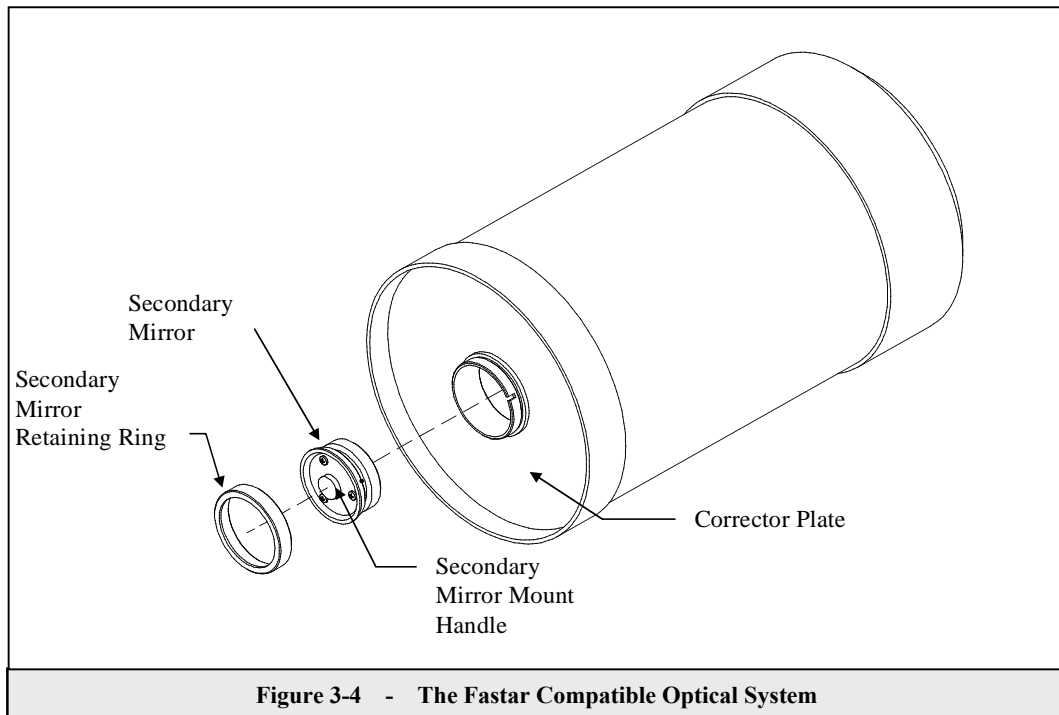 Secondary
Mirror
Secondary
Mirror
Retaining Ring
Corrector Plate
Secondary
Mirror Mount
Handle
Figure 3-4 - The Fastar Compatible Optical System